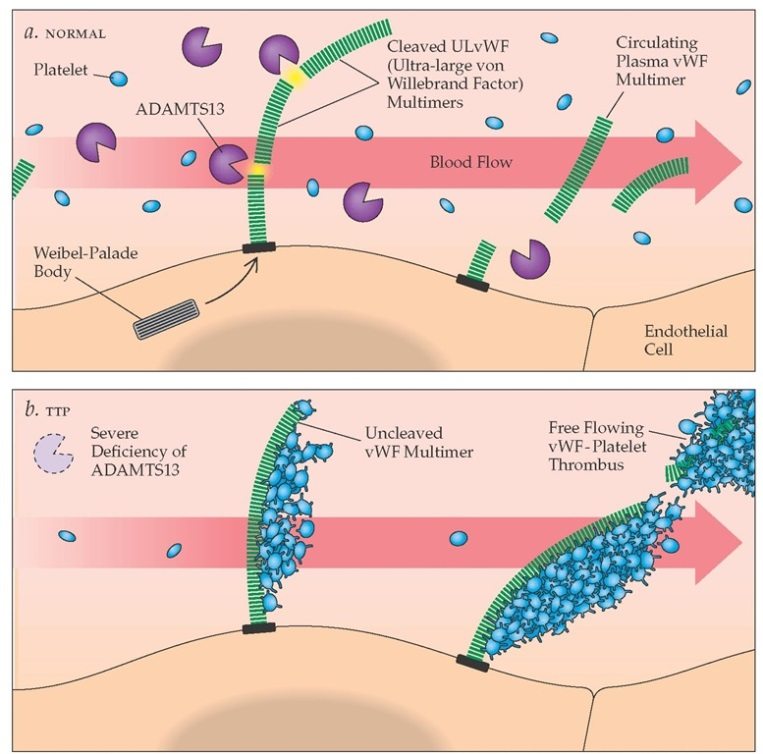 a. NORMAL
Platelet
ADAMTS13
Cleaved ULvWF
(Ultra-large von
Willebrand Factor)
Multimers
Circulating
Plasma vWF
Multimer
Blood Flow
Weibel-Palade
Body
Endothelial
Cell
b. TTP
Severe
Deficiency of
ADAMTS13
Uncleaved
vWF Multimer
Free Flowing
vWF-Platelet
Thrombus